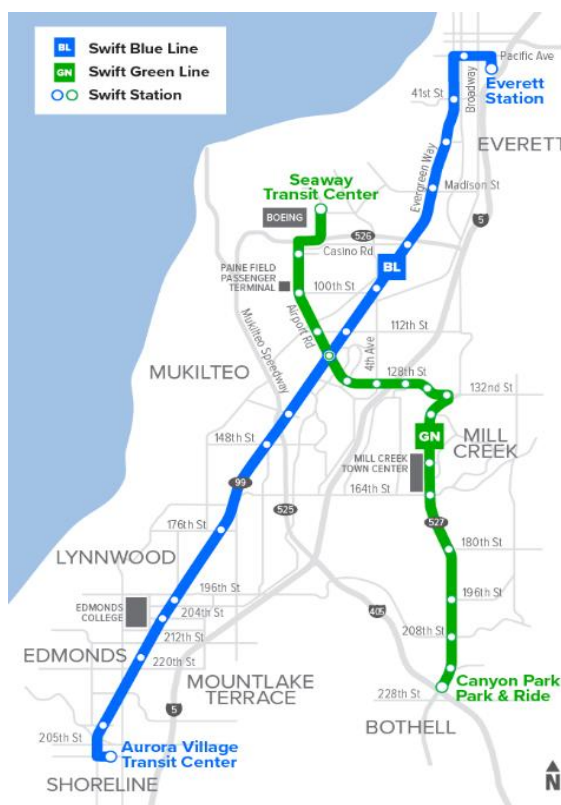 BL Swift Blue Line
GN Swift Green Line
Swift Station
Pacific Ave
Everett
Station
41st St
Broadway
EVERETT
Evergreen Way
Madison St
Seaway
Transit Center
BOEING
5
526
Casino Rd
BL
PAINE FIELD
PASSENGER
TERMINAL
100th St
Airport Rd
112th St
Mukilteo Speedway
4th Ave
MUKILTEO
128th St
132nd St
GN
MILL
CREEK
148th St
MILL CREEK
TOWN CENTER
99
164th St
525
527
176th St
180th St
LYNNWOOD
196th St
196th St
EDMONDS
COLLEGE
204th St
405
212th St
208th St
EDMONDS
220th St
MOUNTLAKE
TERRACE
Canyon Park
Park & Ride
228th St
5
BOTHELL
205th St
Aurora Village
Transit Center
SHORELINE
N